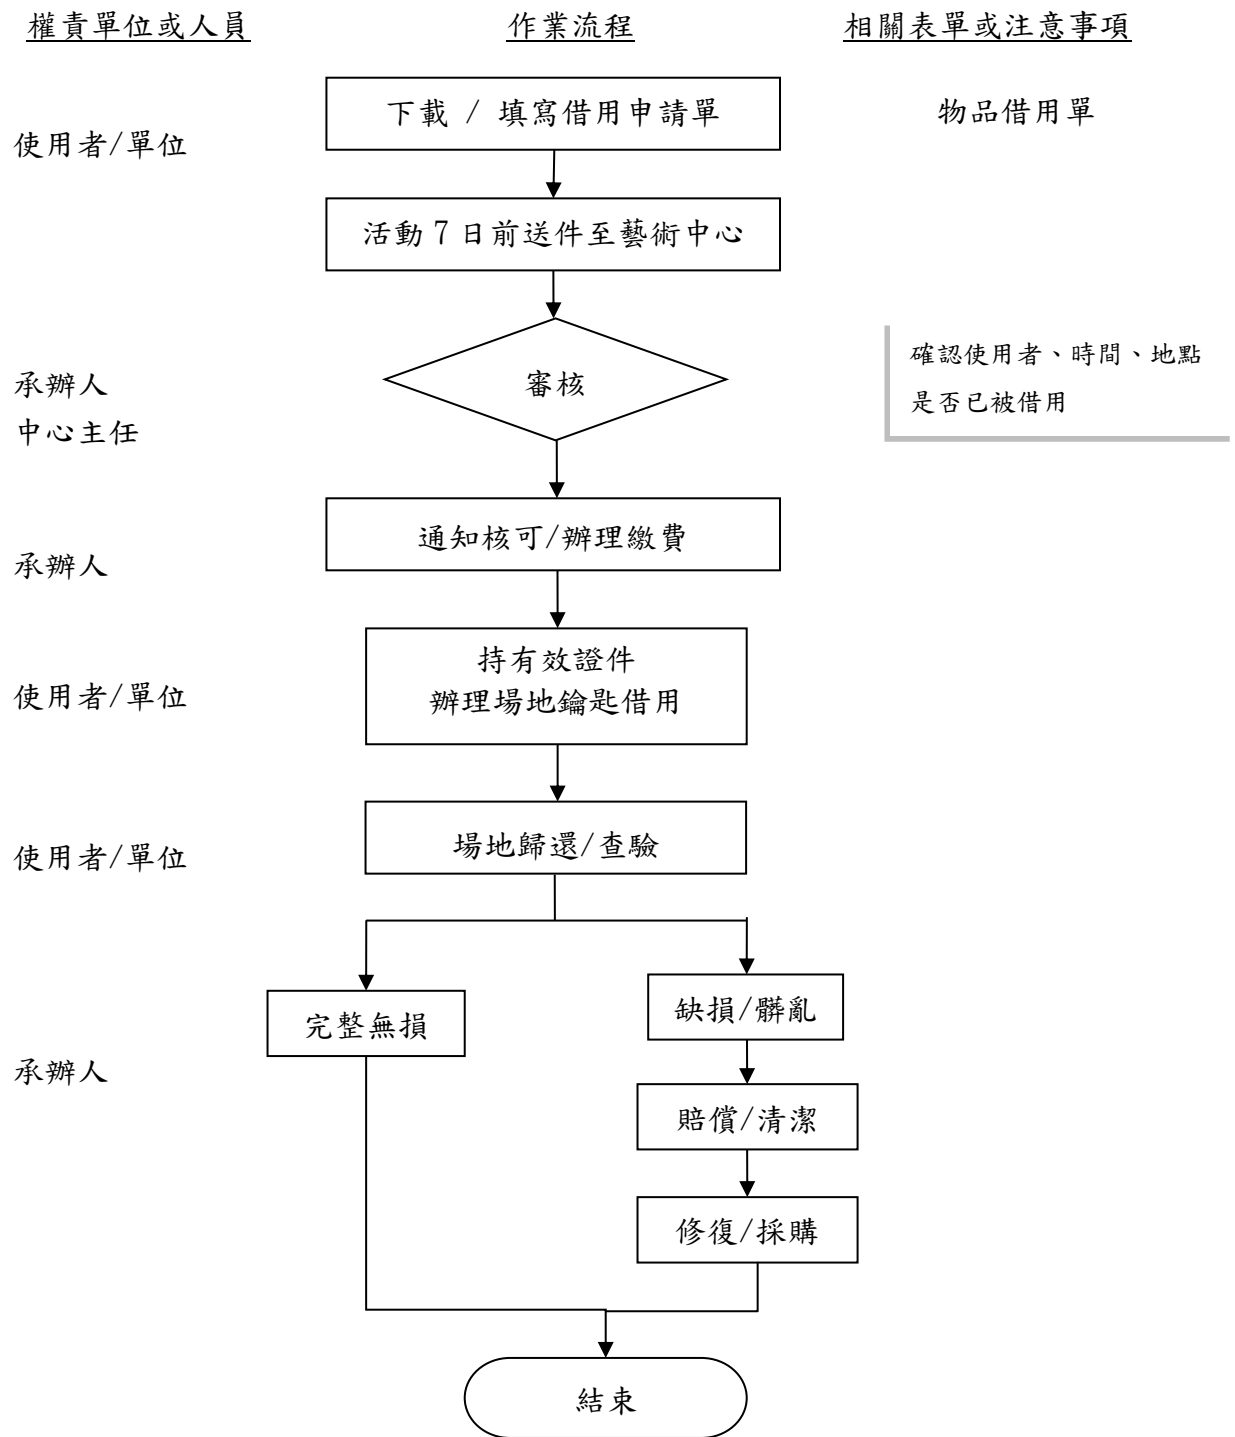 權責單位或人員
作業流程
相關表單或注意事項
下載 / 填寫借用申請單
物品借用單
使用者/單位
活動7日前送件至藝術中心
確認使用者、時間、地點
是否已被借用
審核
承辦人
中心主任
通知核可/辦理繳費
承辦人
持有效證件
辦理場地鑰匙借用
使用者/單位
場地歸還/查驗
使用者/單位
完整無損
缺損/髒亂
承辦人
賠償/清潔
修復/採購
結束